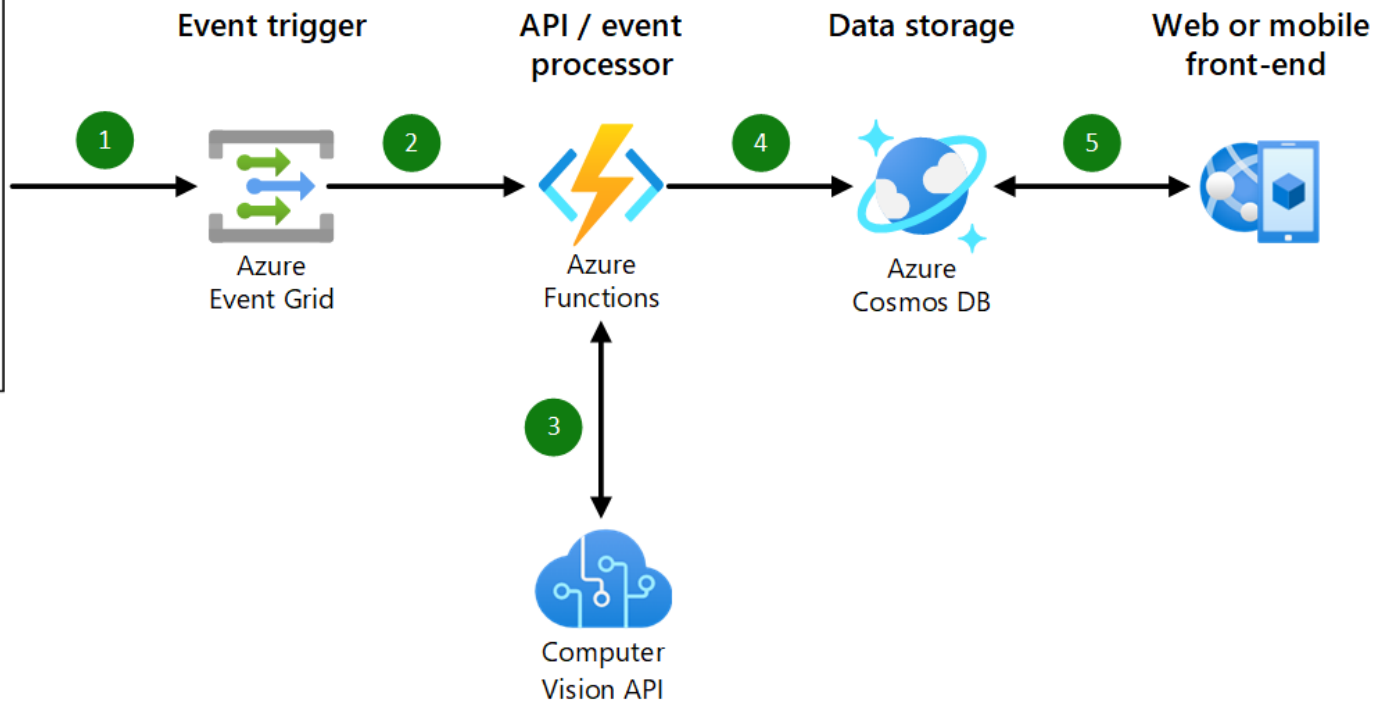 Event trigger
API / event
processor
Data storage
Web or mobile
front-end
1
2
4
5
Azure
Event Grid
Azure
Functions
Azure
Cosmos DB
3
Computer
Vision API